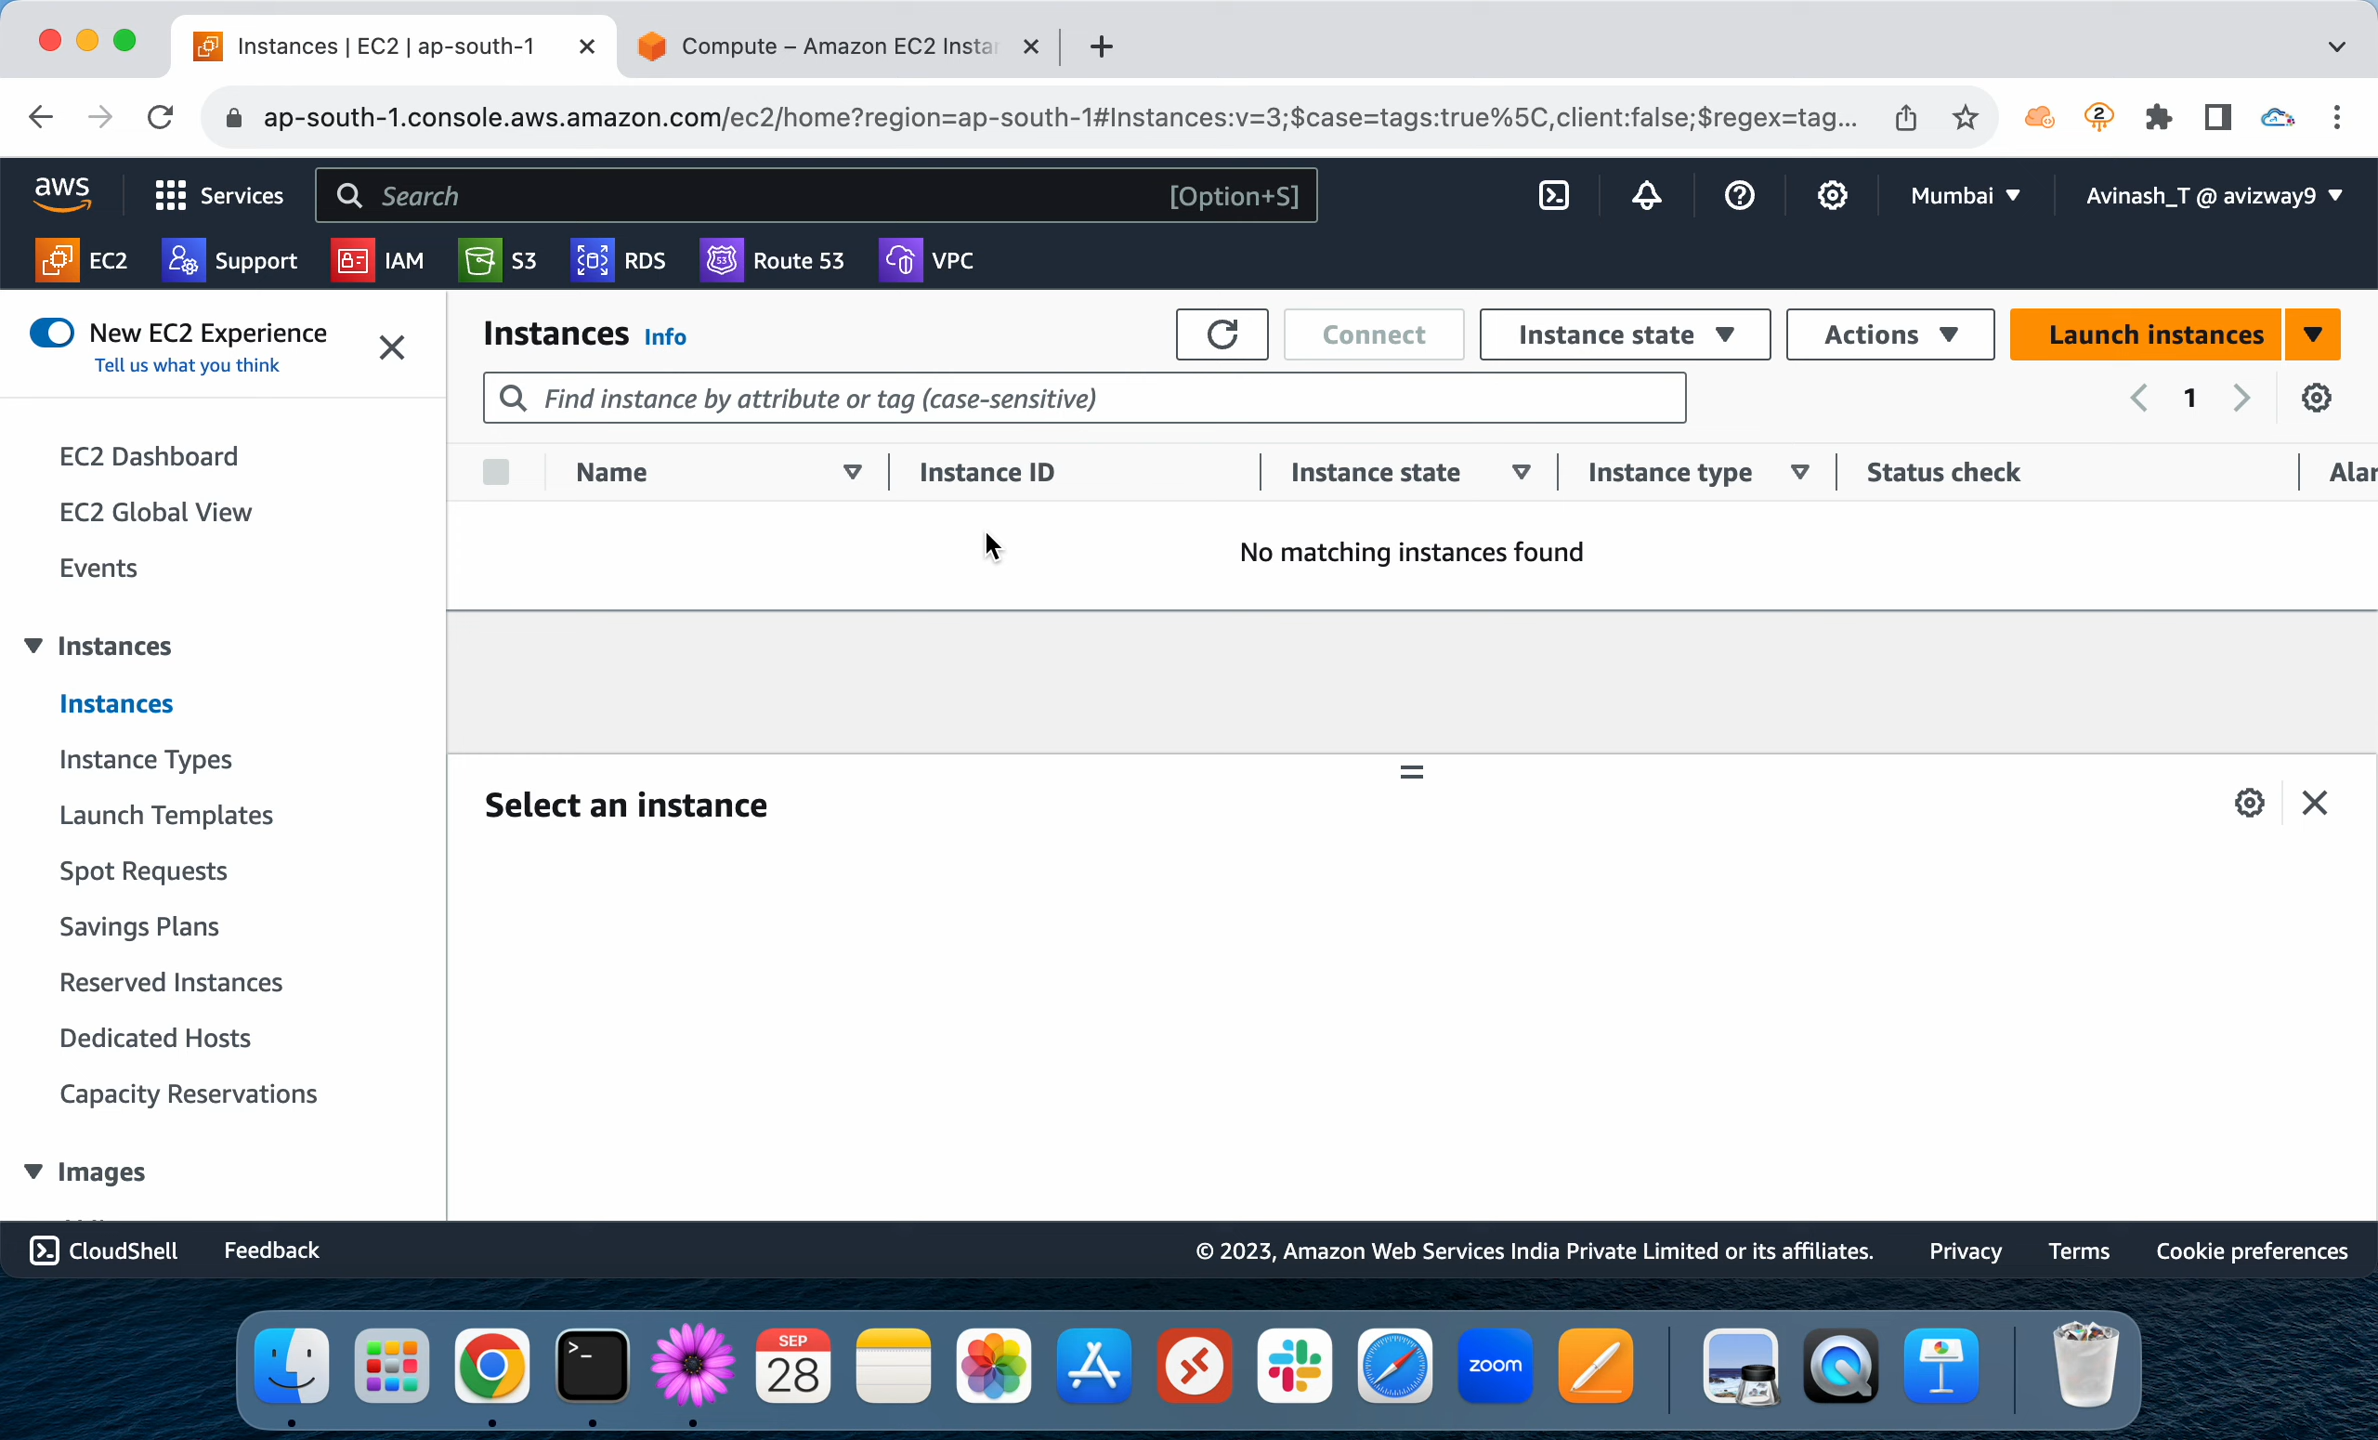 Instances | EC2 | ap-south-1
Compute – Amazon EC2 Insta
ap-south-1.console.aws.amazon.com/ec2/home?region=ap-south-1#Instances:v=3;$case=tags:true%5C,client:false;$regex=tag...
2
aws
Services
Search
[Option+S]
Mumbai
Avinash_T @ avizway9
EC2
Support
IAM
S3
RDS
53
Route 53
VPC
New EC2 Experience
Tell us what you think
EC2 Dashboard
EC2 Global View
Events
Instances
Instances
Instance Types
Launch Templates
Spot Requests
Savings Plans
Reserved Instances
Dedicated Hosts
Capacity Reservations
Images
Instances Info
Connect
Instance state
Actions
Launch instances
Find instance by attribute or tag (case-sensitive)
1
Name
Instance ID
Instance state
Instance type
Status check
Alar
No matching instances found
Select an instance
CloudShell
Feedback
© 2023, Amazon Web Services India Private Limited or its affiliates.
Privacy
Terms
Cookie preferences
SEP
28
zoom